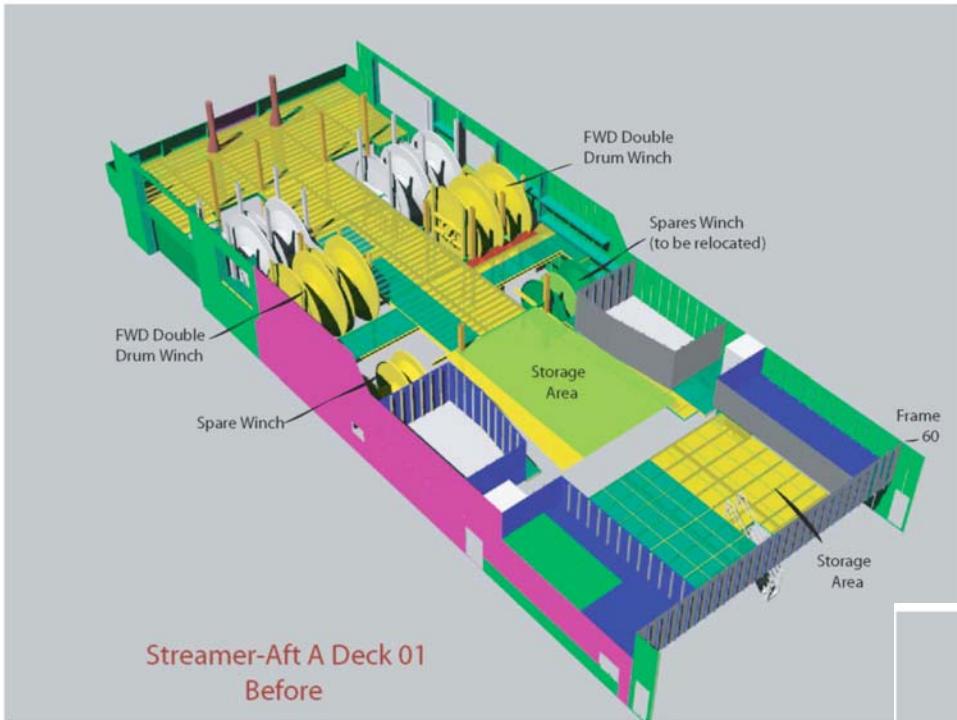 FWD Double
Drum Winch
Spares Winch
(to be relocated)
FWD Double
Drum Winch
Storage
Area
Spare Winch
Frame
60
Storage
Area
Streamer-Aft A Deck 01
Before